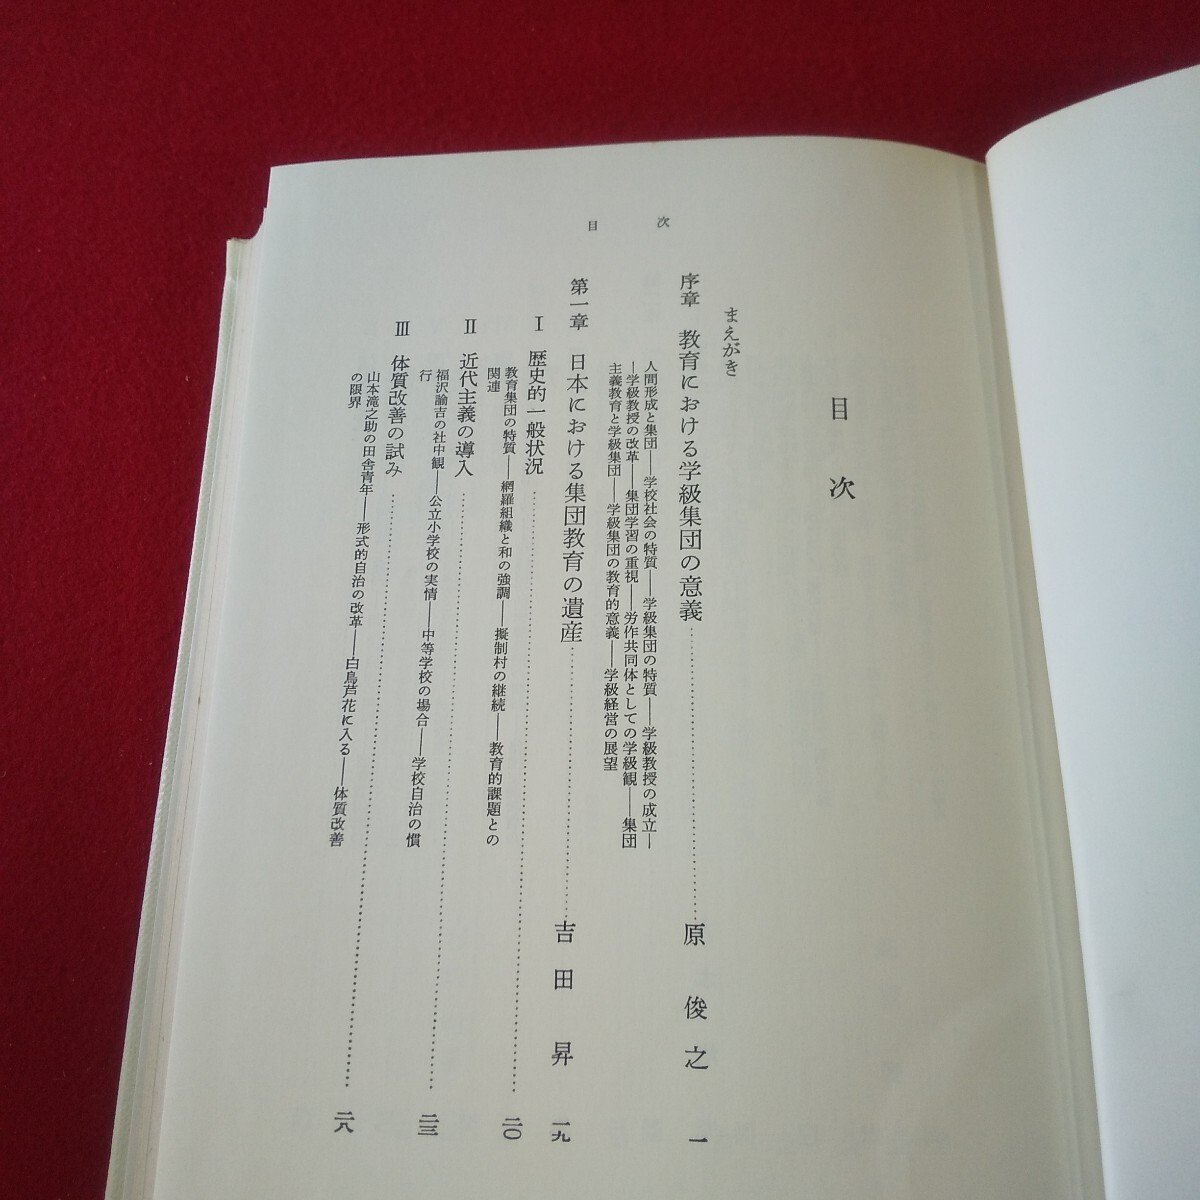 目次
目次
まえがき
序章 教育における学級集団の意義……原俊之 一
人間形成と集団――学校社会の特質――学級集団の特質――学級教授の成立―
―学級教授の改革――集団学習の重視――労作共同体としての学級観――集団
主義教育と学級集団――学級集団の教育的意義――学級経営の展望
第一章 日本における集団教育の遺産……吉田昇 一九
Ⅰ 歴史的一般状況……二〇
教育集団の特質――網羅組織と和の強調――擬制村の継続――教育的課題との
関連
Ⅱ 近代主義の導入……二三
福沢諭吉の社中観――公立小学校の実情――中等学校の場合――学校自治の慣
行
Ⅲ 体質改善の試み……二八
山本滝之助の田舎青年――形式的自治の改革――白鳥芦花に入る――体質改善
の限界